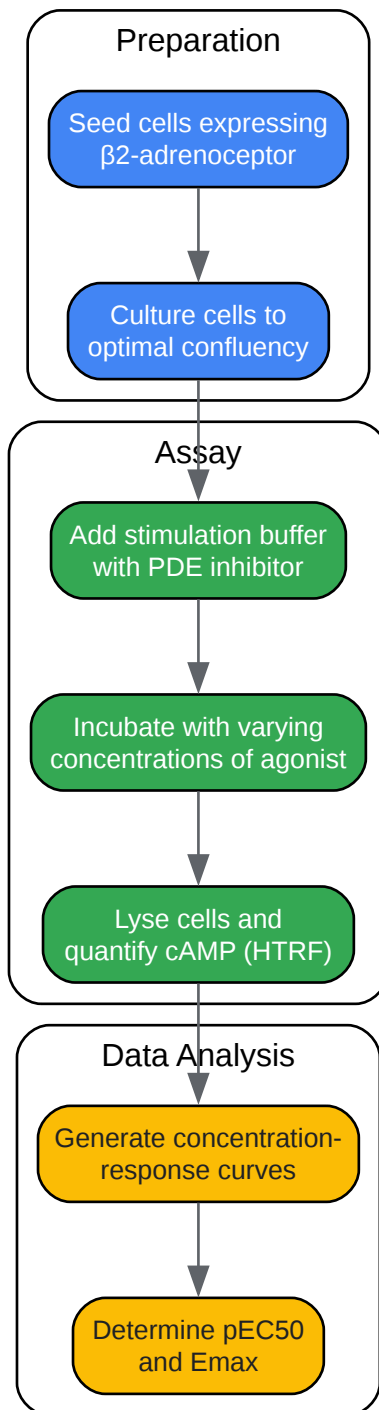 Preparation
Seed cells expressing
β2-adrenoceptor
Culture cells to
optimal confluency
Assay
Add stimulation buffer
with PDE inhibitor
Incubate with varying
concentrations of agonist
Lyse cells and
quantify cAMP (HTRF)
Data Analysis
Generate concentration-
response curves
Determine pEC50
and Emax